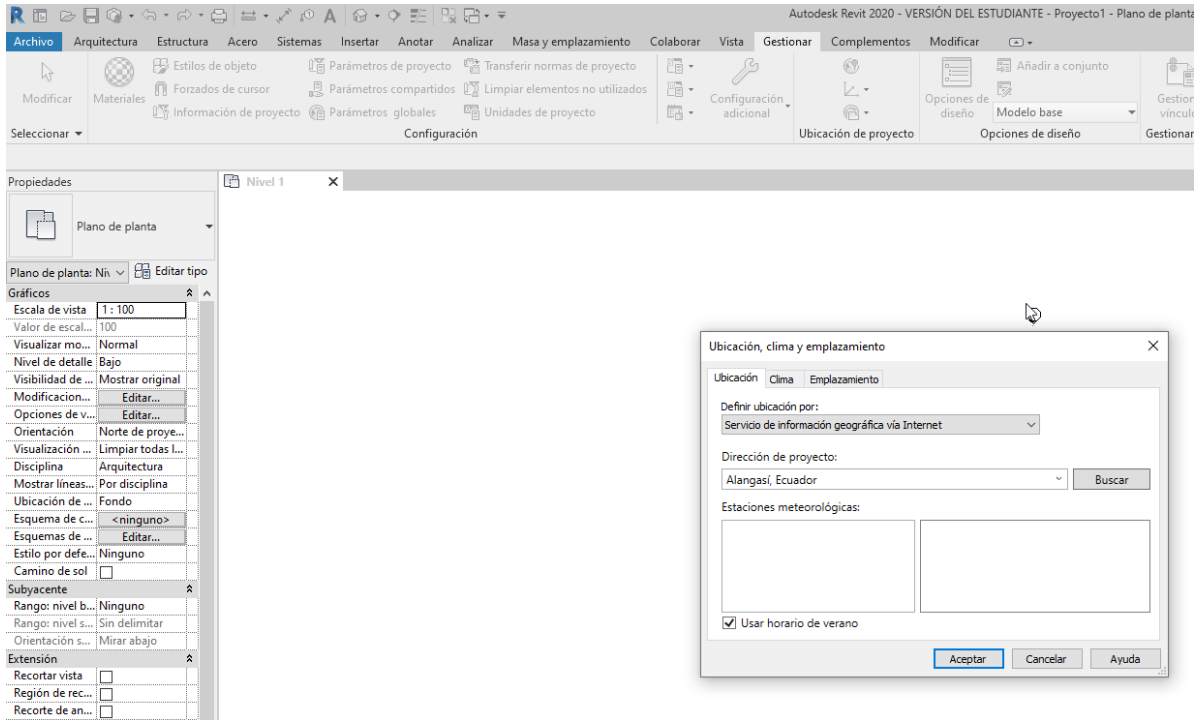 Autodesk Revit 2020 - VERSIÓN DEL ESTUDIANTE - Proyecto1 - Plano de planta
Archivo Arquitectura Estructura Acero Sistemas Insertar Anotar Analizar Masa y emplazamiento Colaborar Vista Gestionar Complementos Modificar
Modificar
Materiales
Estilos de objeto
Forzados de cursor
Información de proyecto
Parámetros de proyecto
Parámetros compartidos
Parámetros globales
Transferir normas de proyecto
Limpiar elementos no utilizados
Unidades de proyecto
Configuración
adicional
Opciones de
diseño
Añadir a conjunto
Modelo base
Gestion
víncul
Seleccionar Configuración Ubicación de proyecto Opciones de diseño Gestionar
Propiedades
Nivel 1
Plano de planta
Plano de planta: Niv Editar tipo
Gráficos
Escala de vista 1 : 100
Valor de escal... 100
Visualizar mo... Normal
Nivel de detalle Bajo
Visibilidad de ... Mostrar original
Modificacion... Editar...
Opciones de v... Editar...
Orientación Norte de proye...
Visualización ... Limpiar todas l...
Disciplina Arquitectura
Mostrar líneas... Por disciplina
Ubicación de ... Fondo
Esquema de c... <ninguno>
Esquemas de ... Editar...
Estilo por defe... Ninguno
Camino de sol
Subyacente
Rango: nivel b... Ninguno
Rango: nivel s... Sin delimitar
Orientación s... Mirar abajo
Extensión
Recortar vista
Región de rec...
Recorte de an...
Ubicación, clima y emplazamiento
Ubicación Clima Emplazamiento
Definir ubicación por:
Servicio de información geográfica vía Internet
Dirección de proyecto:
Alangasí, Ecuador Buscar
Estaciones meteorológicas:
Usar horario de verano
Aceptar Cancelar Ayuda